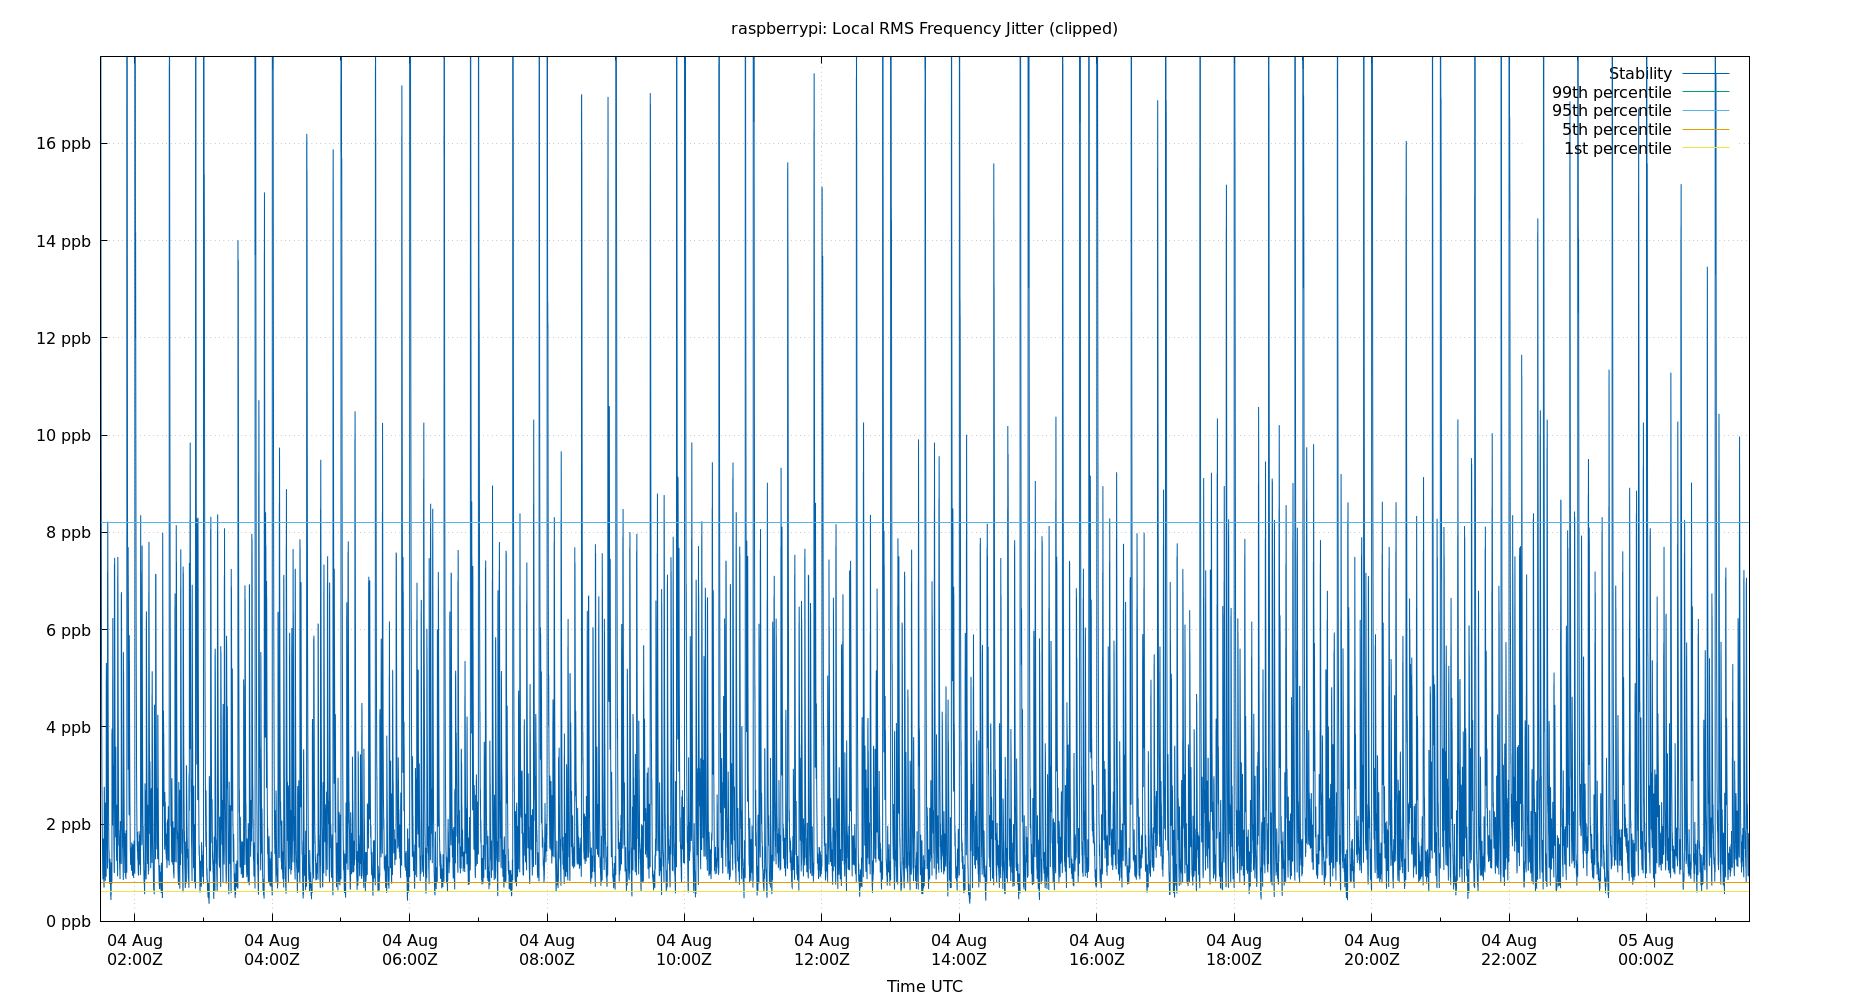 raspberrypi: Local RMS Frequency Jitter (clipped)
Stability
99th percentile
95th percentile
5th percentile
1st percentile
16 ppb
14 ppb
12 ppb
10 ppb
8 ppb
6 ppb
4 ppb
2 ppb
0 ppb
04 Aug 04 Aug 04 Aug 04 Aug 04 Aug 04 Aug 04 Aug 04 Aug 04 Aug 04 Aug 04 Aug 05 Aug
02:00Z 04:00Z 06:00Z 08:00Z 10:00Z 12:00Z 14:00Z 16:00Z 18:00Z 20:00Z 22:00Z 00:00Z
Time UTC